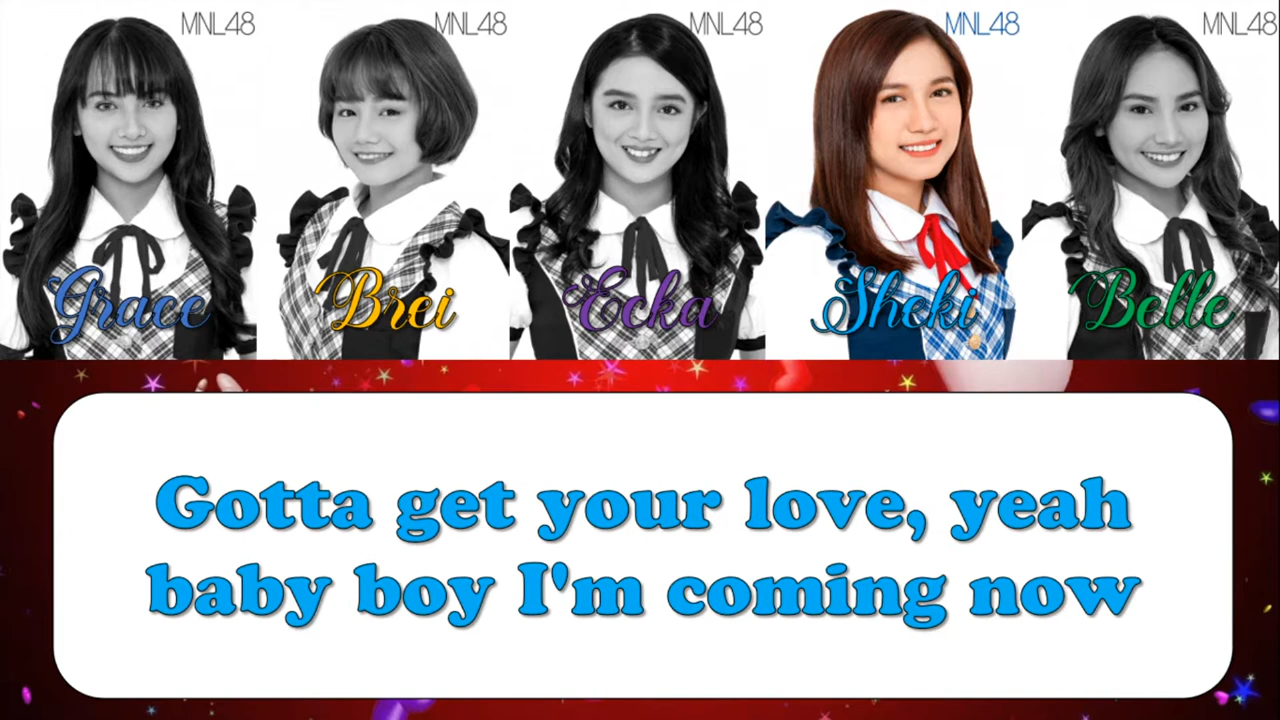 MNL48
MNL48
MNL48
MNL48
MNL48
Grace
Brei
Ecka
Sheki
Belle
Gotta get your love, yeah
baby boy I'm coming now